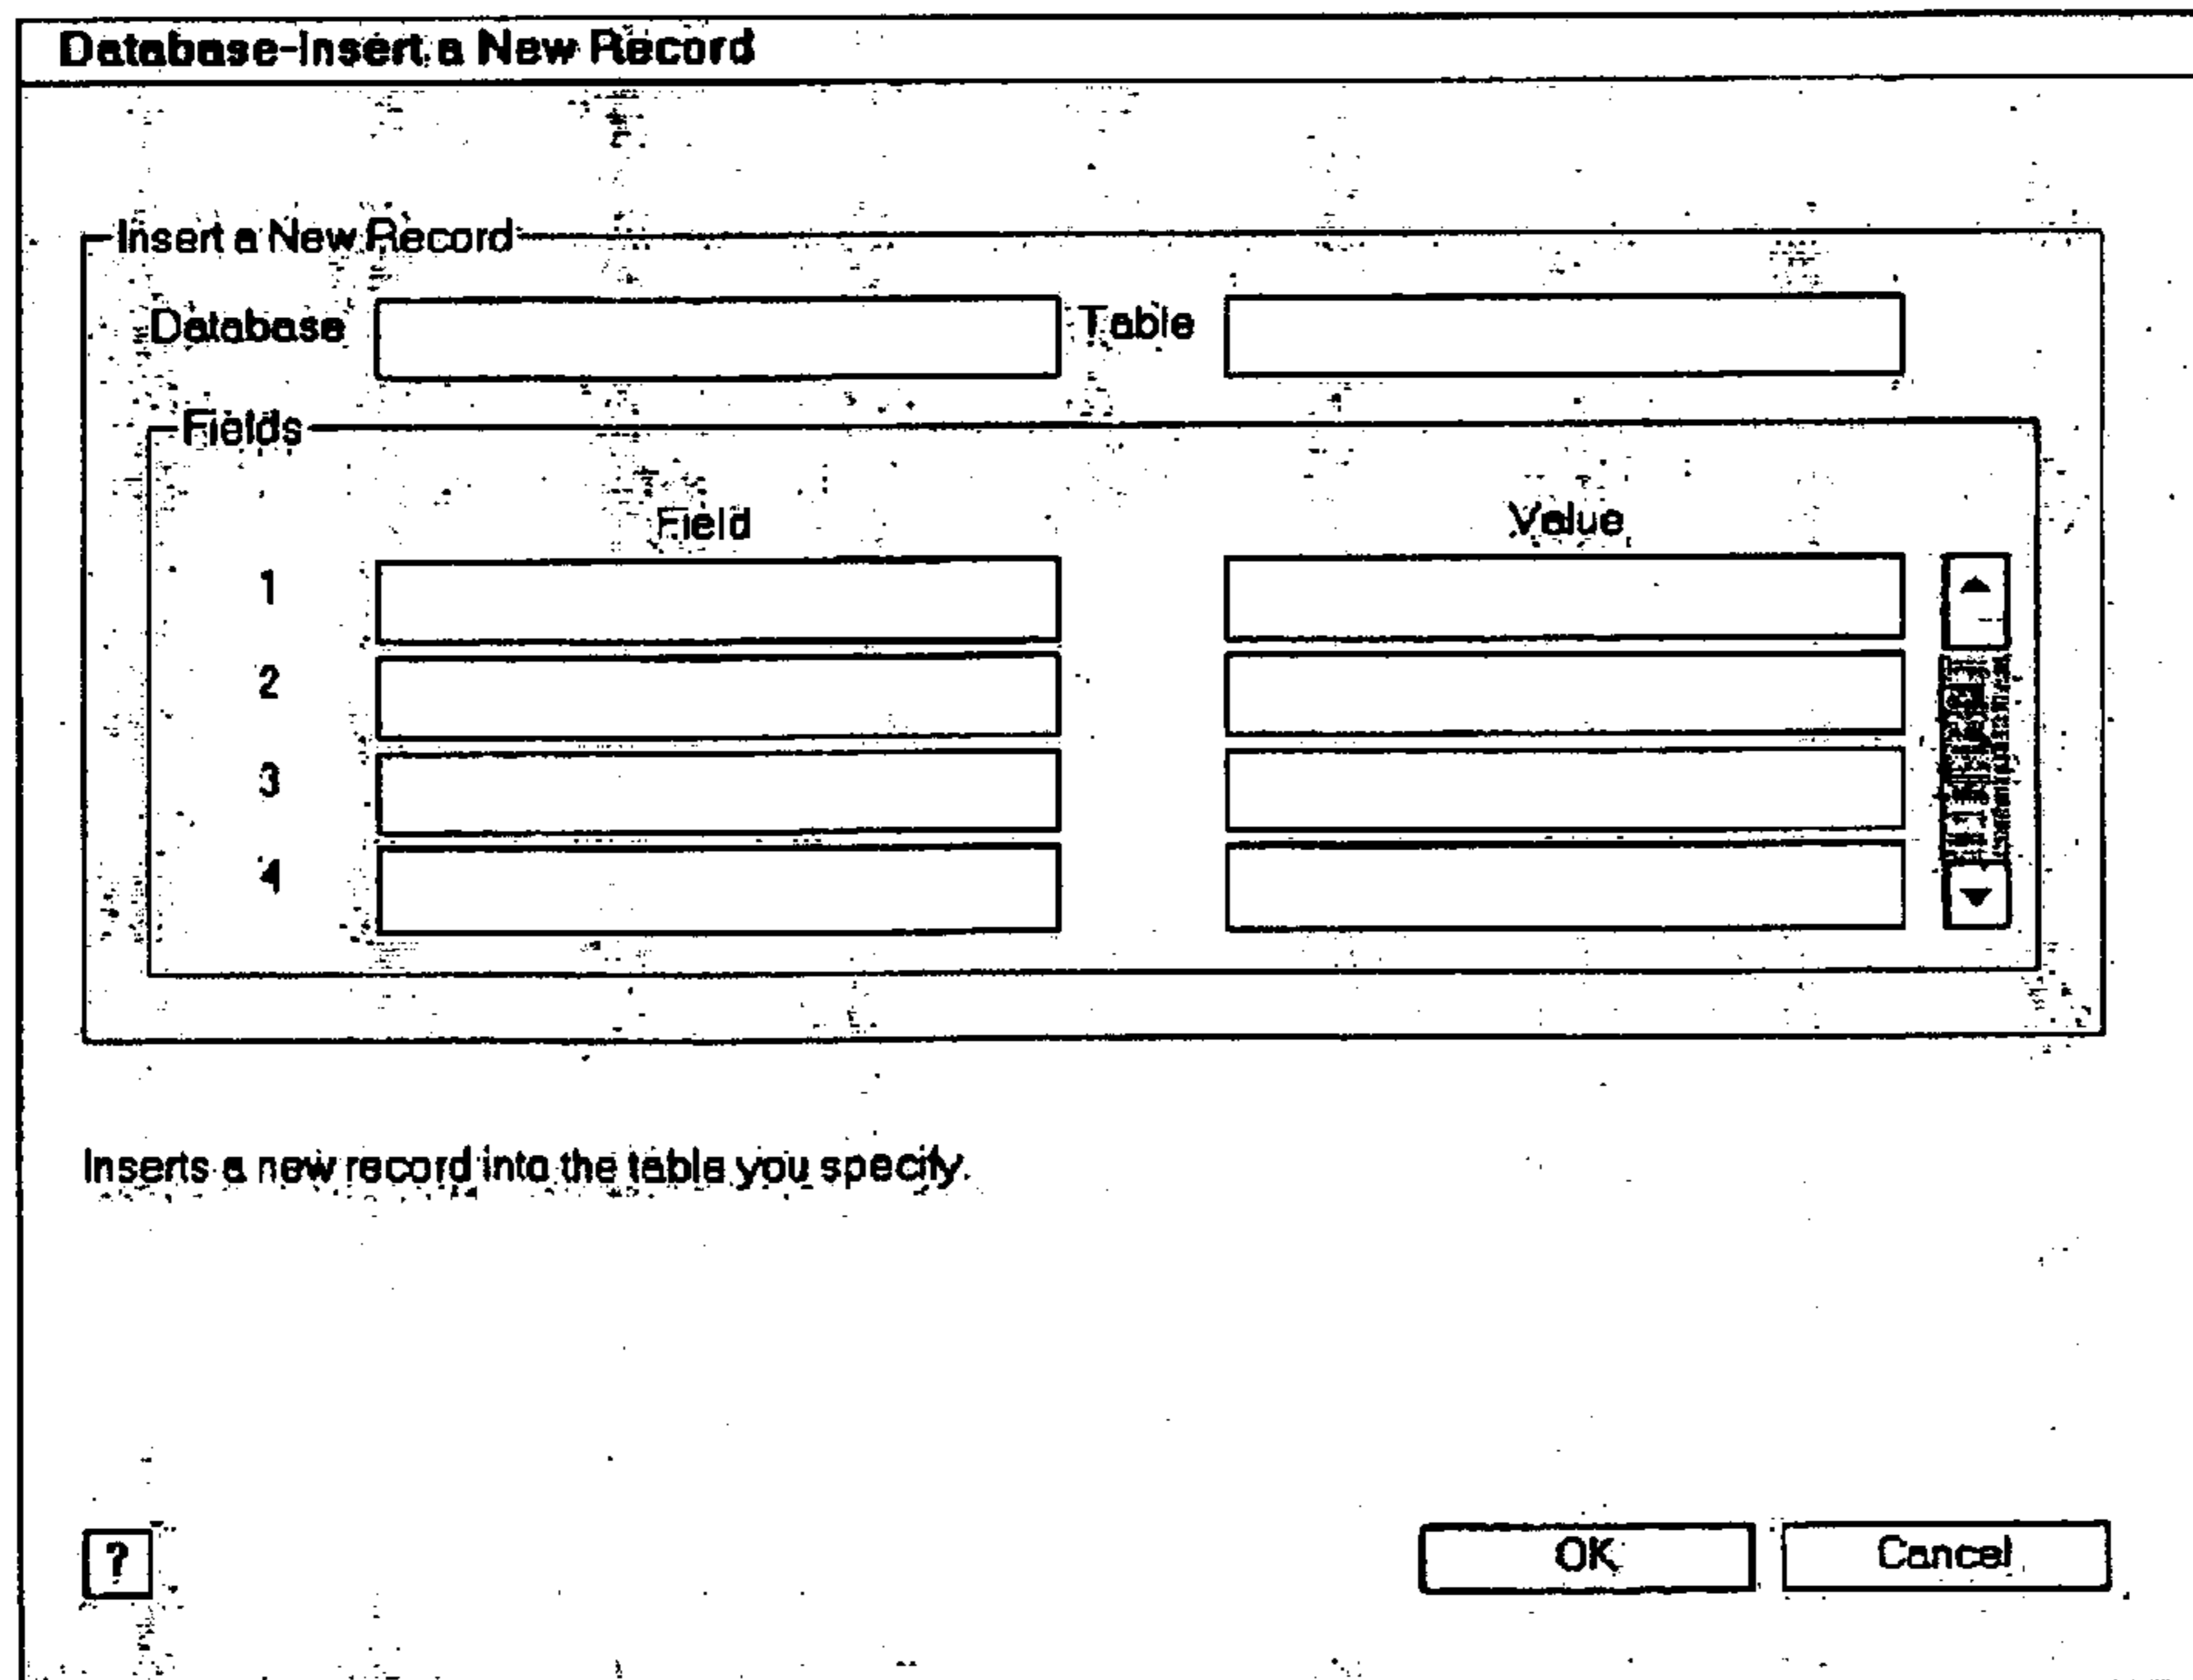 Database-Insert a New Record
Insert a New Record
Database Table
Fields
Field Value
1
2
3
4
Inserts a new record into the table you specify.
? OK Cancel